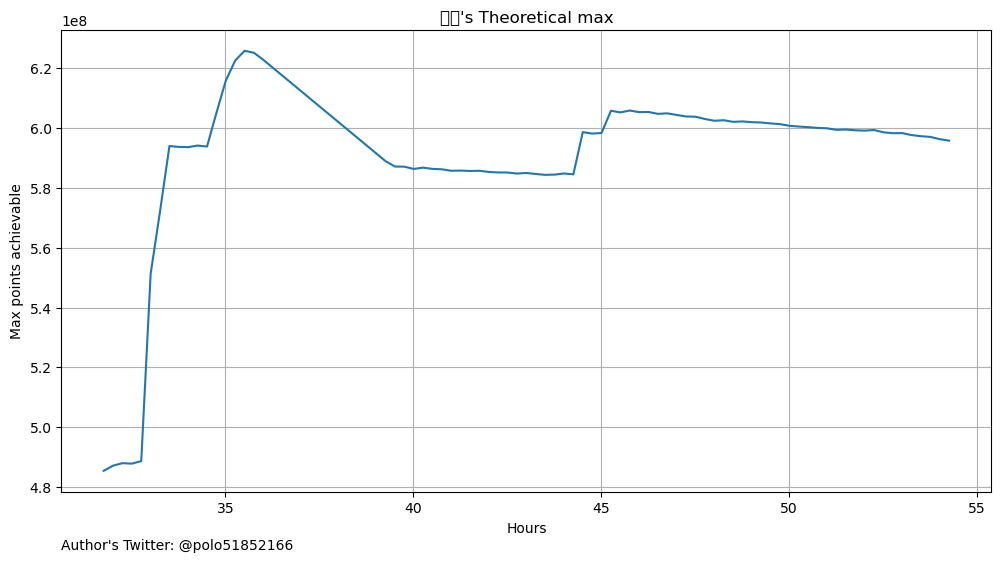 's Theoretical max
1e8
6.2
6.0
5.8
5.6
5.4
5.2
5.0
4.8
Max points achievable
35
40
45
50
55
Hours
Author's Twitter: @polo51852166